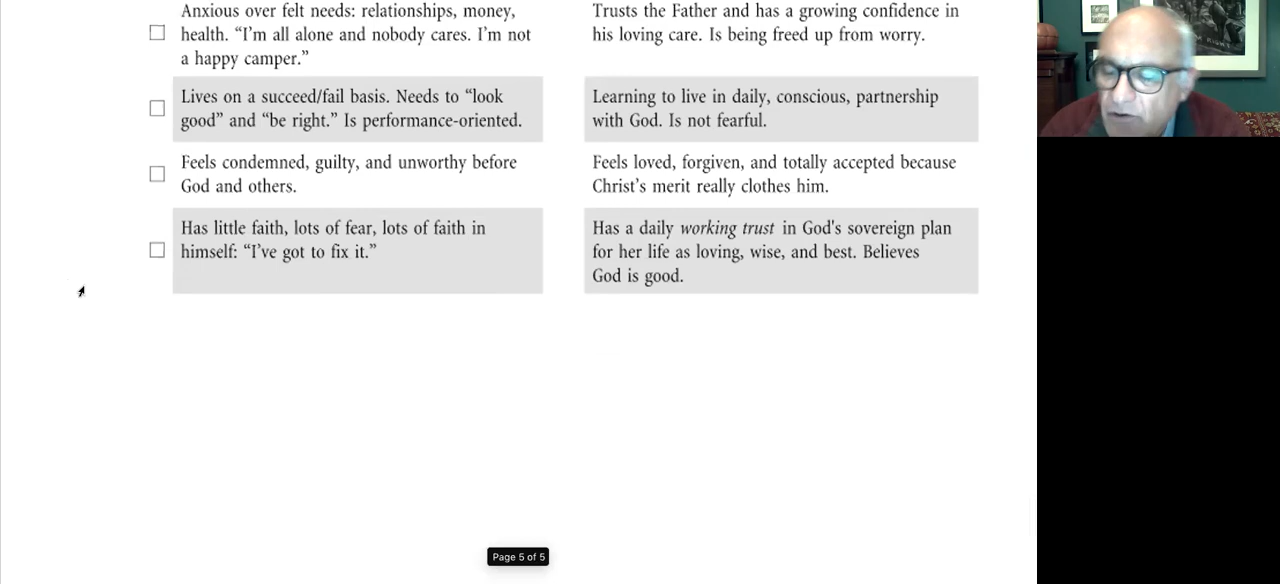 Anxious over felt needs: relationships, money,
health. “I’m all alone and nobody cares. I’m not
a happy camper.”
Trusts the Father and has a growing confidence in
his loving care. Is being freed up from worry.
Lives on a succeed/fail basis. Needs to “look
good” and “be right.” Is performance-oriented.
Learning to live in daily, conscious, partnership
with God. Is not fearful.
Feels condemned, guilty, and unworthy before
God and others.
Feels loved, forgiven, and totally accepted because
Christ’s merit really clothes him.
Has little faith, lots of fear, lots of faith in
himself: “I’ve got to fix it.”
Has a daily working trust in God's sovereign plan
for her life as loving, wise, and best. Believes
God is good.
Page 5 of 5